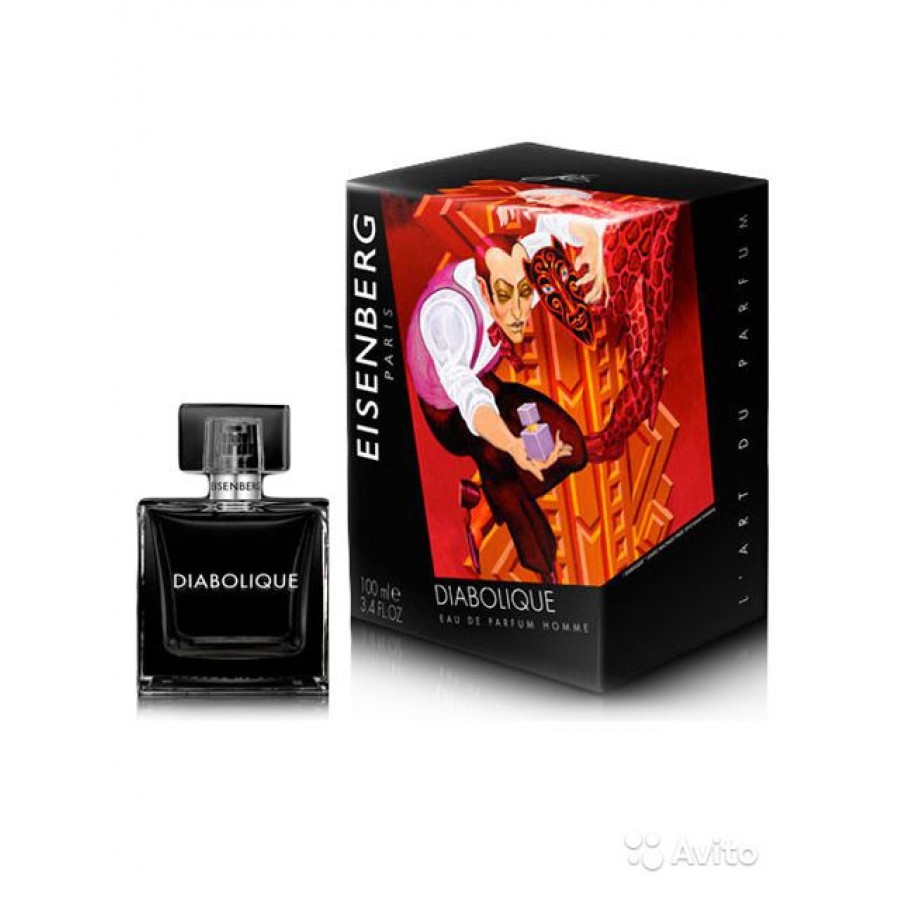 EISENBERG
PARIS
L'ART DU PARFUM
EISENBERG
DIABOLIQUE
100 ml e
3.4 FL.OZ
DIABOLIQUE
EAU DE PARFUM HOMME
Avito